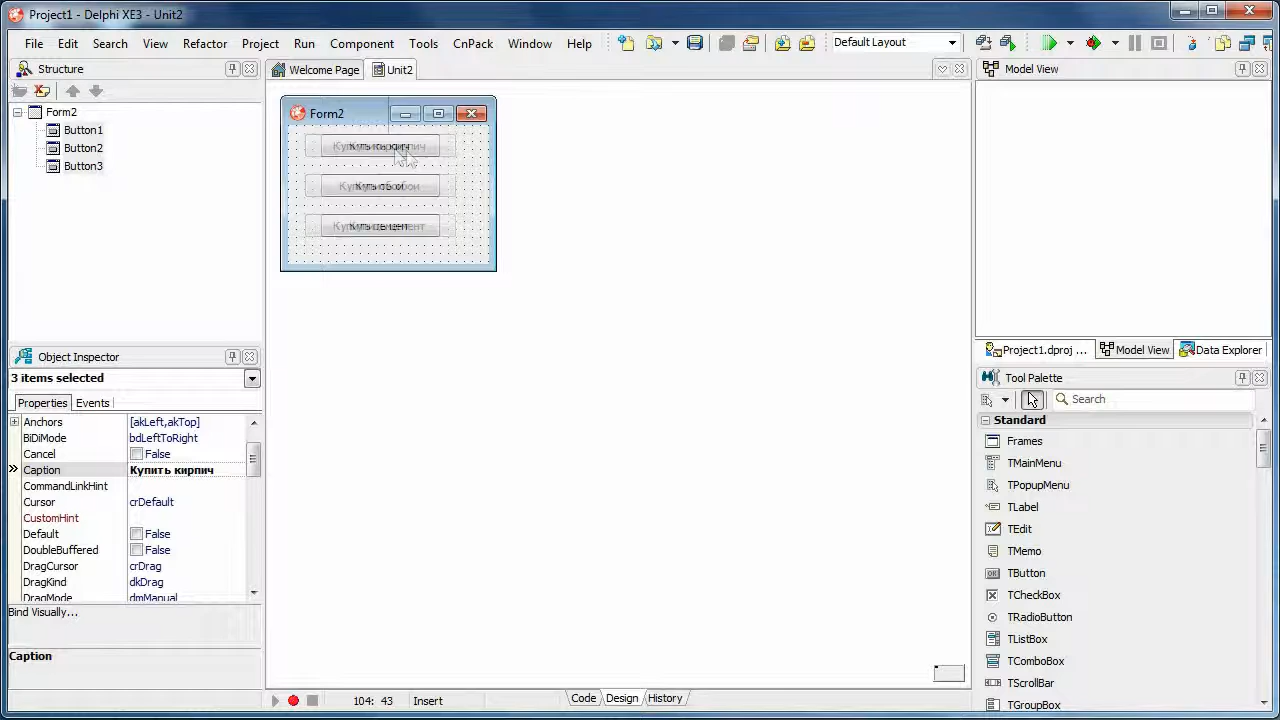 Project1 - Delphi XE3 - Unit2
File Edit Search View Refactor Project Run Component Tools CnPack Window Help
Default Layout
Structure
Form2
Button1
Button2
Button3
Welcome Page
Unit2
Form2
Model View
Object Inspector
3 items selected
Properties Events
Anchors [akLeft,akTop]
BiDiMode bdLeftToRight
Cancel False
Caption Купить кирпич
CommandLinkHint
Cursor crDefault
CustomHint
Default False
DoubleBuffered False
DragCursor crDrag
DragKind dkDrag
DragMode dmManual
Bind Visually...
Caption
104: 43 Insert
Code Design History
Project1.dproj ... Model View Data Explorer
Tool Palette
Search
Standard
Frames
TMainMenu
TPopupMenu
TLabel
TEdit
TMemo
TButton
TCheckBox
TRadioButton
TListBox
TComboBox
TScrollBar
TGroupBox